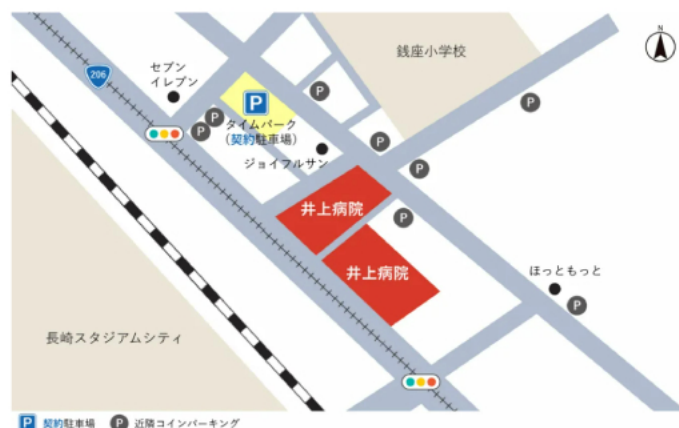 N
銭座小学校
206
セブン
イレブン
P
P
P
P
P
タイムパーク
(契約駐車場)
ジョイフルサン
P
P
井上病院
P
井上病院
ほっともっと
P
長崎スタジアムシティ
P 契約駐車場 P 近隣コインパーキング